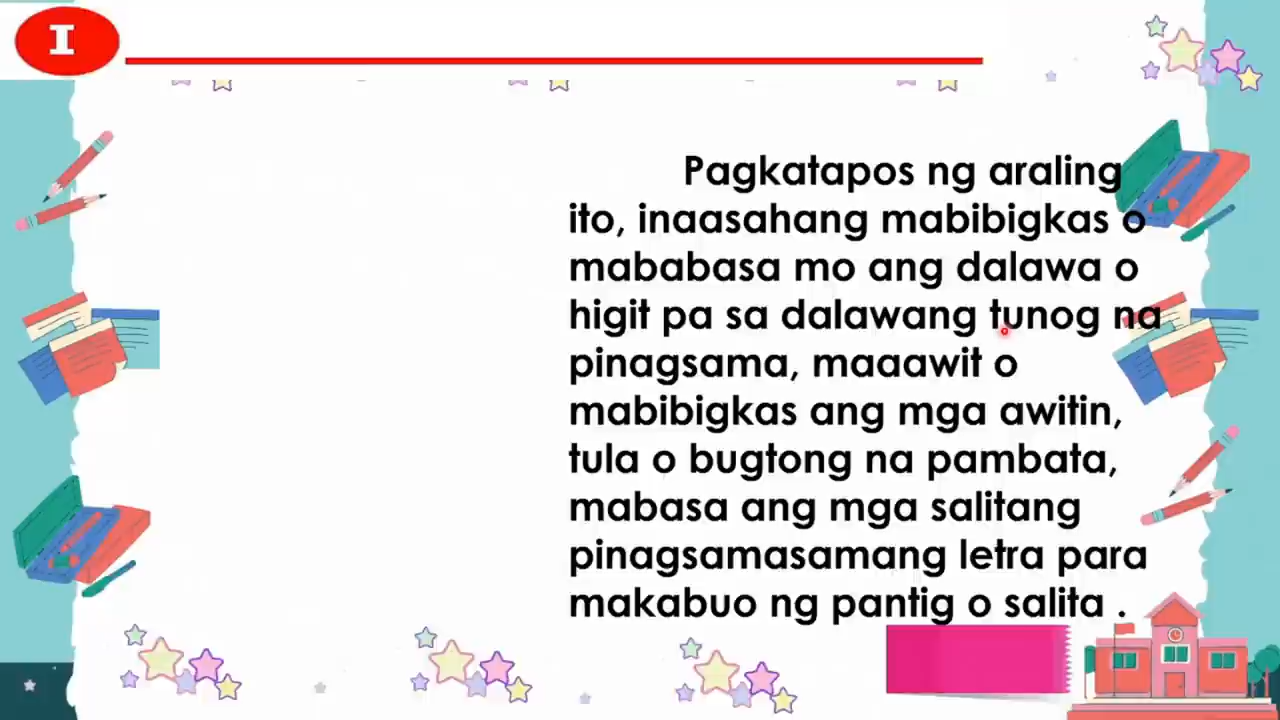 I
Pagkatapos ng araling
ito, inaasahang mabibigkas o
mababasa mo ang dalawa o
higit pa sa dalawang tunog na
pinagsama, maaawit o
mabibigkas ang mga awitin,
tula o bugtong na pambata,
mabasa ang mga salitang
pinagsamasamang letra para
makabuo ng pantig o salita .